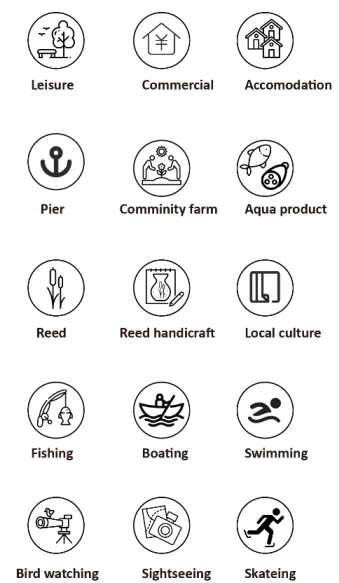 Leisure Commercial Accomodation
Pier Comminity farm Aqua product
Reed Reed handicraft Local culture
Fishing Boating Swimming
Bird watching Sightseeing Skateing